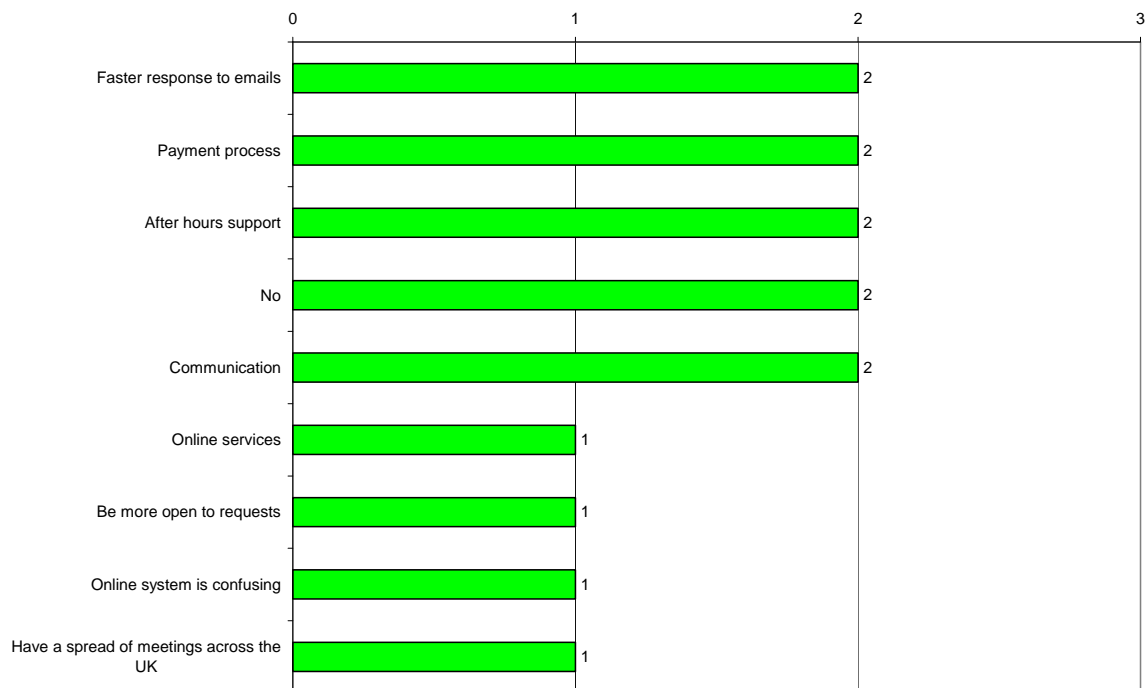 0 1 2 3
Faster response to emails 2
Payment process 2
After hours support 2
No 2
Communication 2
Online services 1
Be more open to requests 1
Online system is confusing 1
Have a spread of meetings across the
UK 1